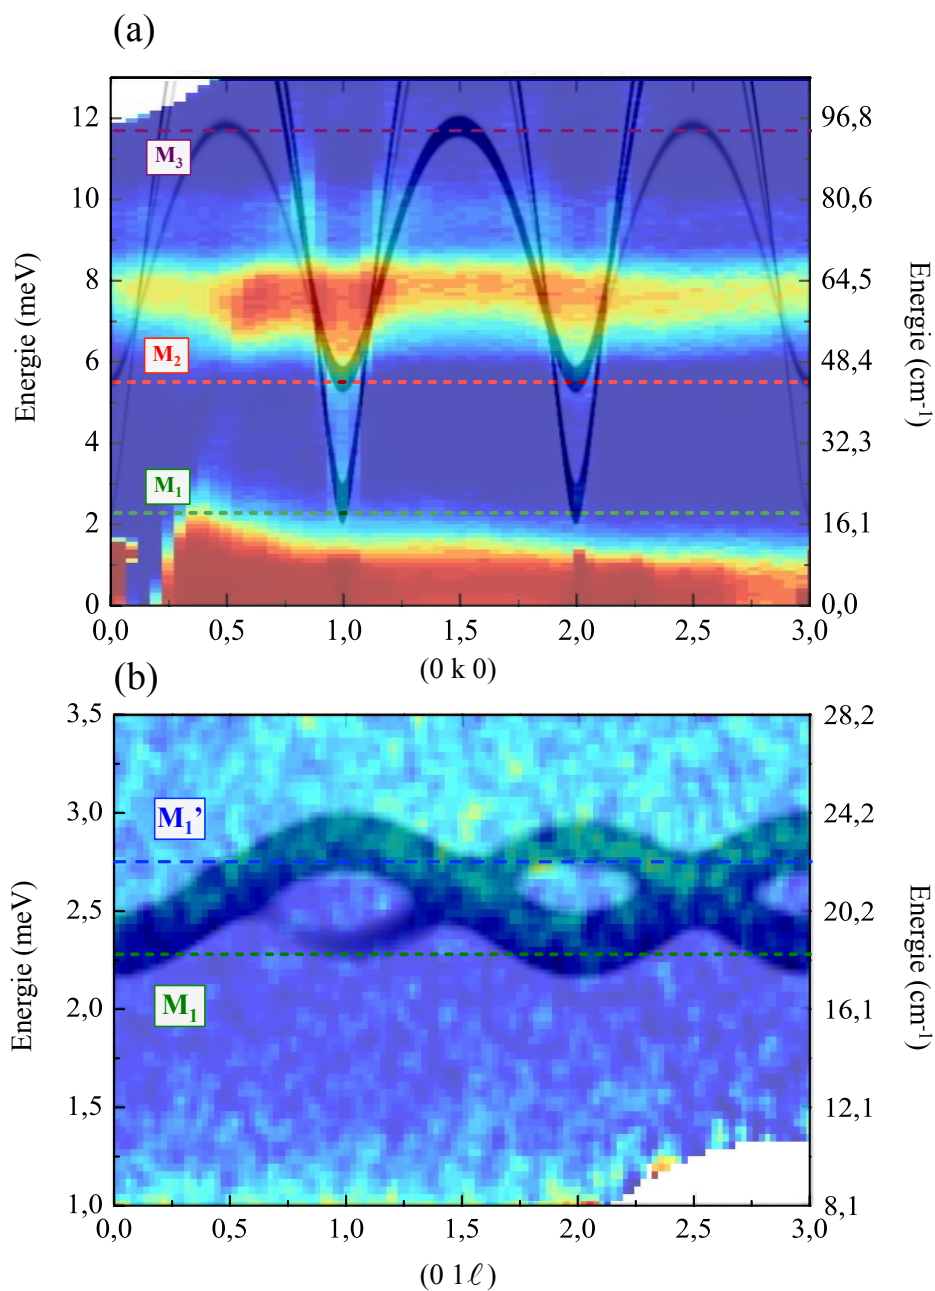 (a)
12
10
8
6
4
2
0
Energie (meV)
M3
M2
M1
96,8
80,6
64,5
48,4
32,3
16,1
0,0
Energie (cm-1)
0,0 0,5 1,0 1,5 2,0 2,5 3,0
(0 k 0)
(b)
3,5
3,0
2,5
2,0
1,5
1,0
Energie (meV)
M1’
M1
28,2
24,2
20,2
16,1
12,1
8,1
Energie (cm-1)
0,0 0,5 1,0 1,5 2,0 2,5 3,0
(0 1ℓ)